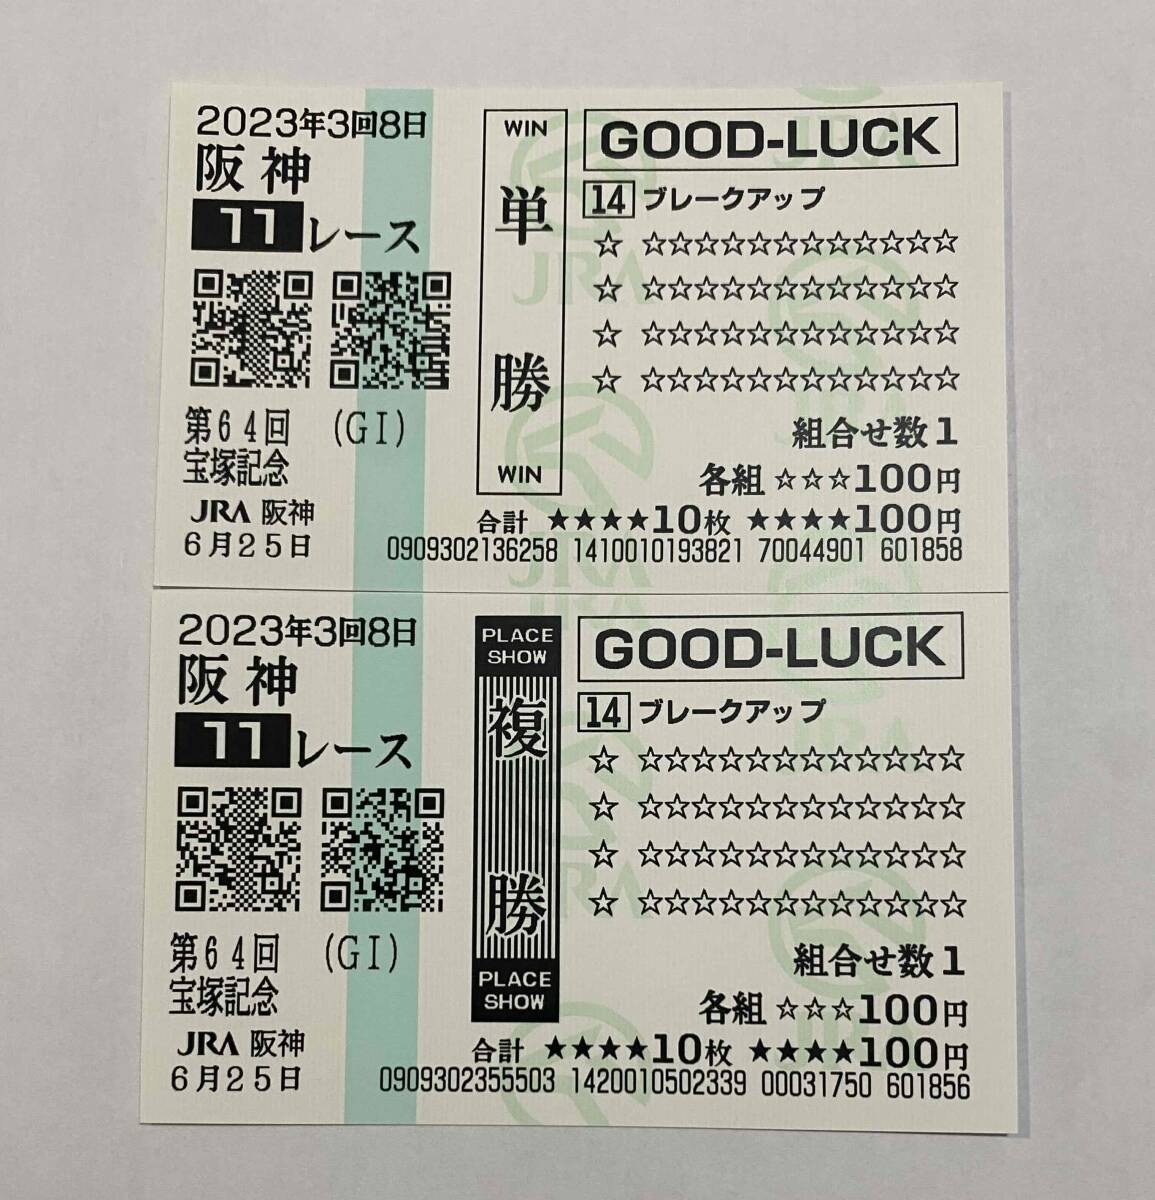 2023年3回8日
阪神
11レース
第64回 (GI)
宝塚記念
JRA 阪神
6月25日
WIN
単勝
WIN
GOOD-LUCK
14 ブレークアップ
☆ ☆☆☆☆☆☆☆☆☆☆☆☆
☆ ☆☆☆☆☆☆☆☆☆☆☆☆
☆ ☆☆☆☆☆☆☆☆☆☆☆☆
☆ ☆☆☆☆☆☆☆☆☆☆☆☆
組合せ数1
各組 ☆☆☆100円
合計 ★★★★10枚 ★★★★100円
0909302136258 1410010193821 70044901 601858
2023年3回8日
阪神
11レース
第64回 (GI)
宝塚記念
JRA 阪神
6月25日
PLACE
SHOW
複勝
PLACE
SHOW
GOOD-LUCK
14 ブレークアップ
☆ ☆☆☆☆☆☆☆☆☆☆☆☆
☆ ☆☆☆☆☆☆☆☆☆☆☆☆
☆ ☆☆☆☆☆☆☆☆☆☆☆☆
☆ ☆☆☆☆☆☆☆☆☆☆☆☆
組合せ数1
各組 ☆☆☆100円
合計 ★★★★10枚 ★★★★100円
0909302355503 1420010502339 00031750 601856